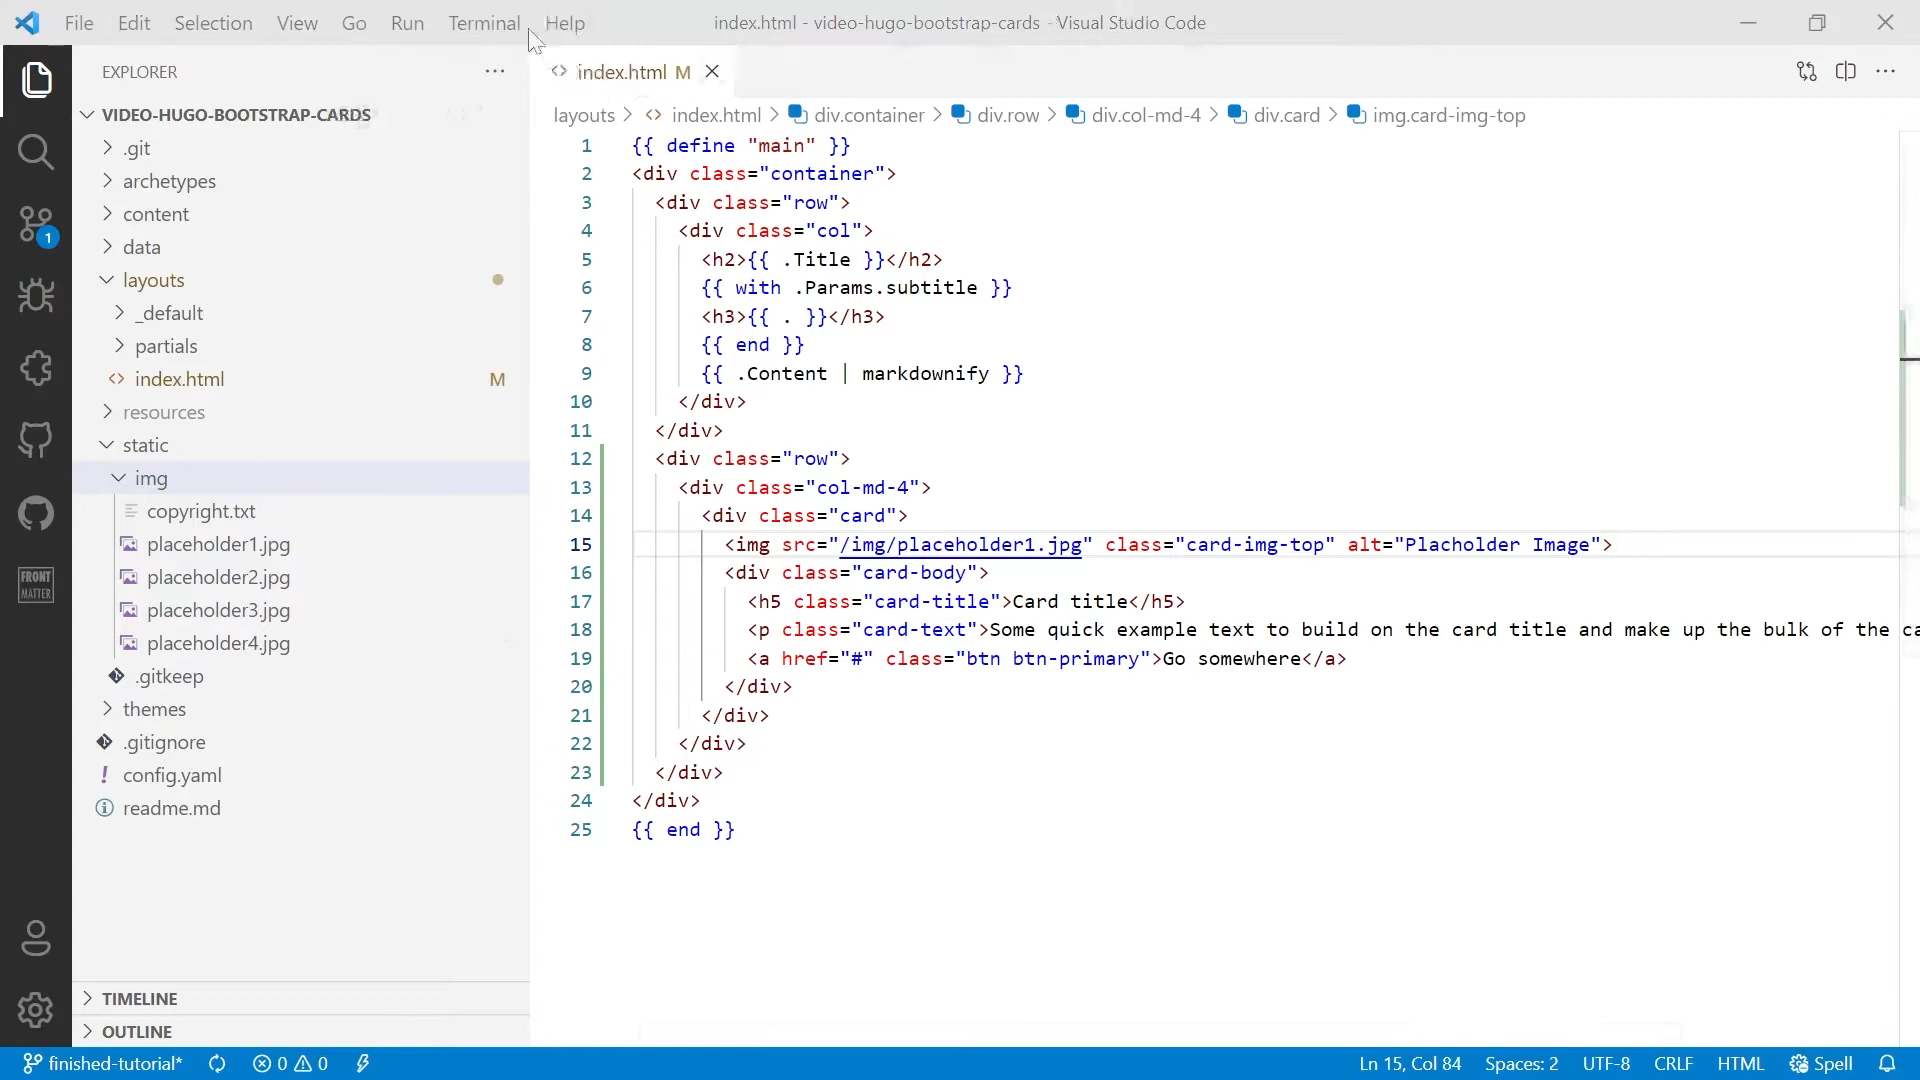 File Edit Selection View Go Run Terminal Help index.html - video-hugo-bootstrap-cards - Visual Studio Code
EXPLORER
index.html M
VIDEO-HUGO-BOOTSTRAP-CARDS
.git
archetypes
content
data
layouts
_default
partials
index.html M
resources
static
img
copyright.txt
placeholder1.jpg
placeholder2.jpg
placeholder3.jpg
placeholder4.jpg
.gitkeep
themes
.gitignore
config.yaml
readme.md
TIMELINE
OUTLINE
1
FRONT
MATTER
layouts > index.html > div.container > div.row > div.col-md-4 > div.card > img.card-img-top
1 {{ define "main" }}
2 <div class="container">
3 <div class="row">
4 <div class="col">
5 <h2>{{ .Title }}</h2>
6 {{ with .Params.subtitle }}
7 <h3>{{ . }}</h3>
8 {{ end }}
9 {{ .Content | markdownify }}
10 </div>
11 </div>
12 <div class="row">
13 <div class="col-md-4">
14 <div class="card">
15 <img src="/img/placeholder1.jpg" class="card-img-top" alt="Placholder Image">
16 <div class="card-body">
17 <h5 class="card-title">Card title</h5>
18 <p class="card-text">Some quick example text to build on the card title and make up the bulk of the ca
19 <a href="#" class="btn btn-primary">Go somewhere</a>
20 </div>
21 </div>
22 </div>
23 </div>
24 </div>
25 {{ end }}
finished-tutorial* 0 0 Ln 15, Col 84 Spaces: 2 UTF-8 CRLF HTML Spell